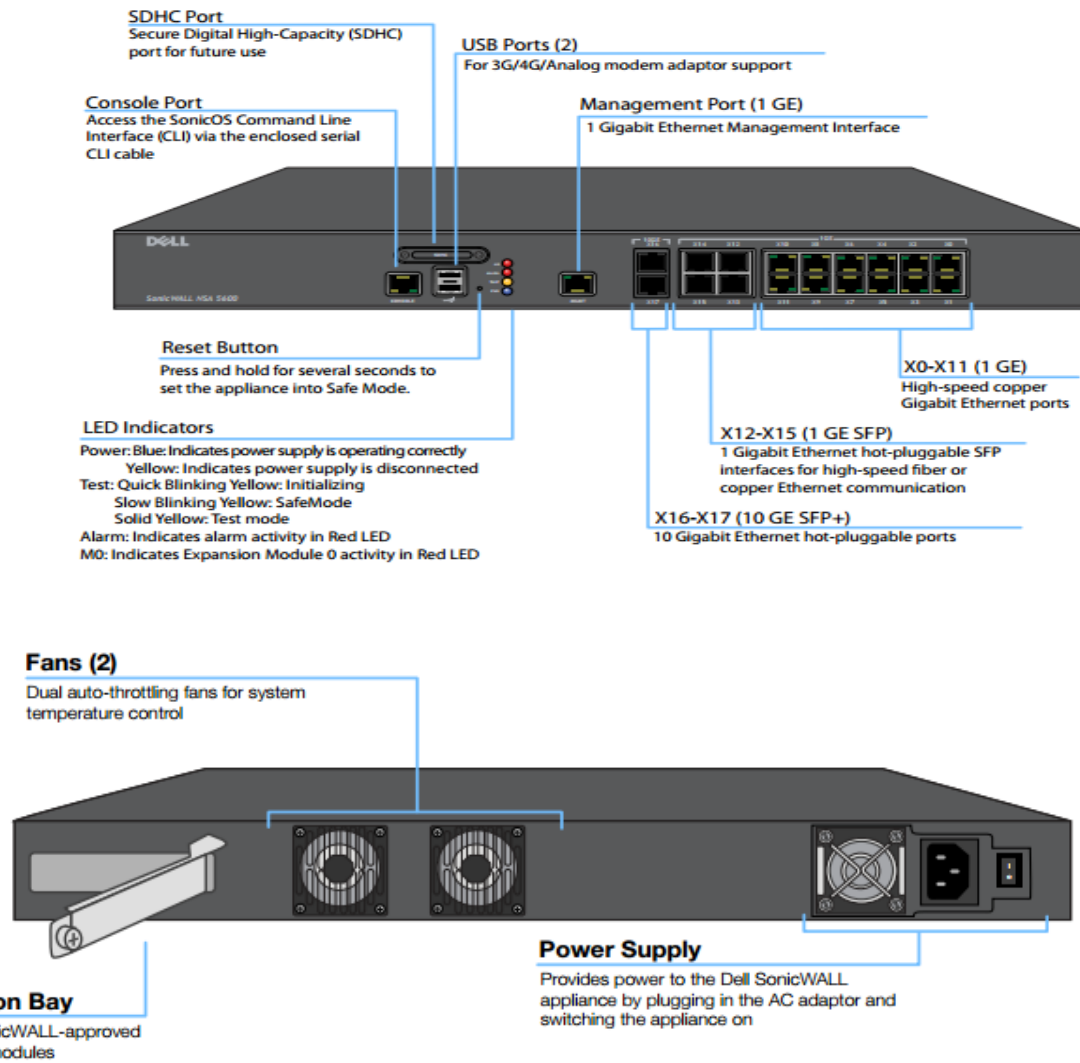 SDHC Port
Secure Digital High-Capacity (SDHC)
port for future use
USB Ports (2)
For 3G/4G/Analog modem adaptor support
Console Port
Access the SonicOS Command Line
Interface (CLI) via the enclosed serial
CLI cable
Management Port (1 GE)
1 Gigabit Ethernet Management Interface
DELL
SonicWALL NSA 5600
CONSOLE
X17
Reset Button
Press and hold for several seconds to
set the appliance into Safe Mode.
X0-X11 (1 GE)
High-speed copper
Gigabit Ethernet ports
LED Indicators
Power: Blue: Indicates power supply is operating correctly
Yellow: Indicates power supply is disconnected
Test: Quick Blinking Yellow: Initializing
Slow Blinking Yellow: SafeMode
Solid Yellow: Test mode
Alarm: Indicates alarm activity in Red LED
M0: Indicates Expansion Module 0 activity in Red LED
X12-X15 (1 GE SFP)
1 Gigabit Ethernet hot-pluggable SFP
interfaces for high-speed fiber or
copper Ethernet communication
X16-X17 (10 GE SFP+)
10 Gigabit Ethernet hot-pluggable ports
Fans (2)
Dual auto-throttling fans for system
temperature control
Power Supply
Provides power to the Dell SonicWALL
appliance by plugging in the AC adaptor and
switching the appliance on
on Bay
icWALL-approved
modules